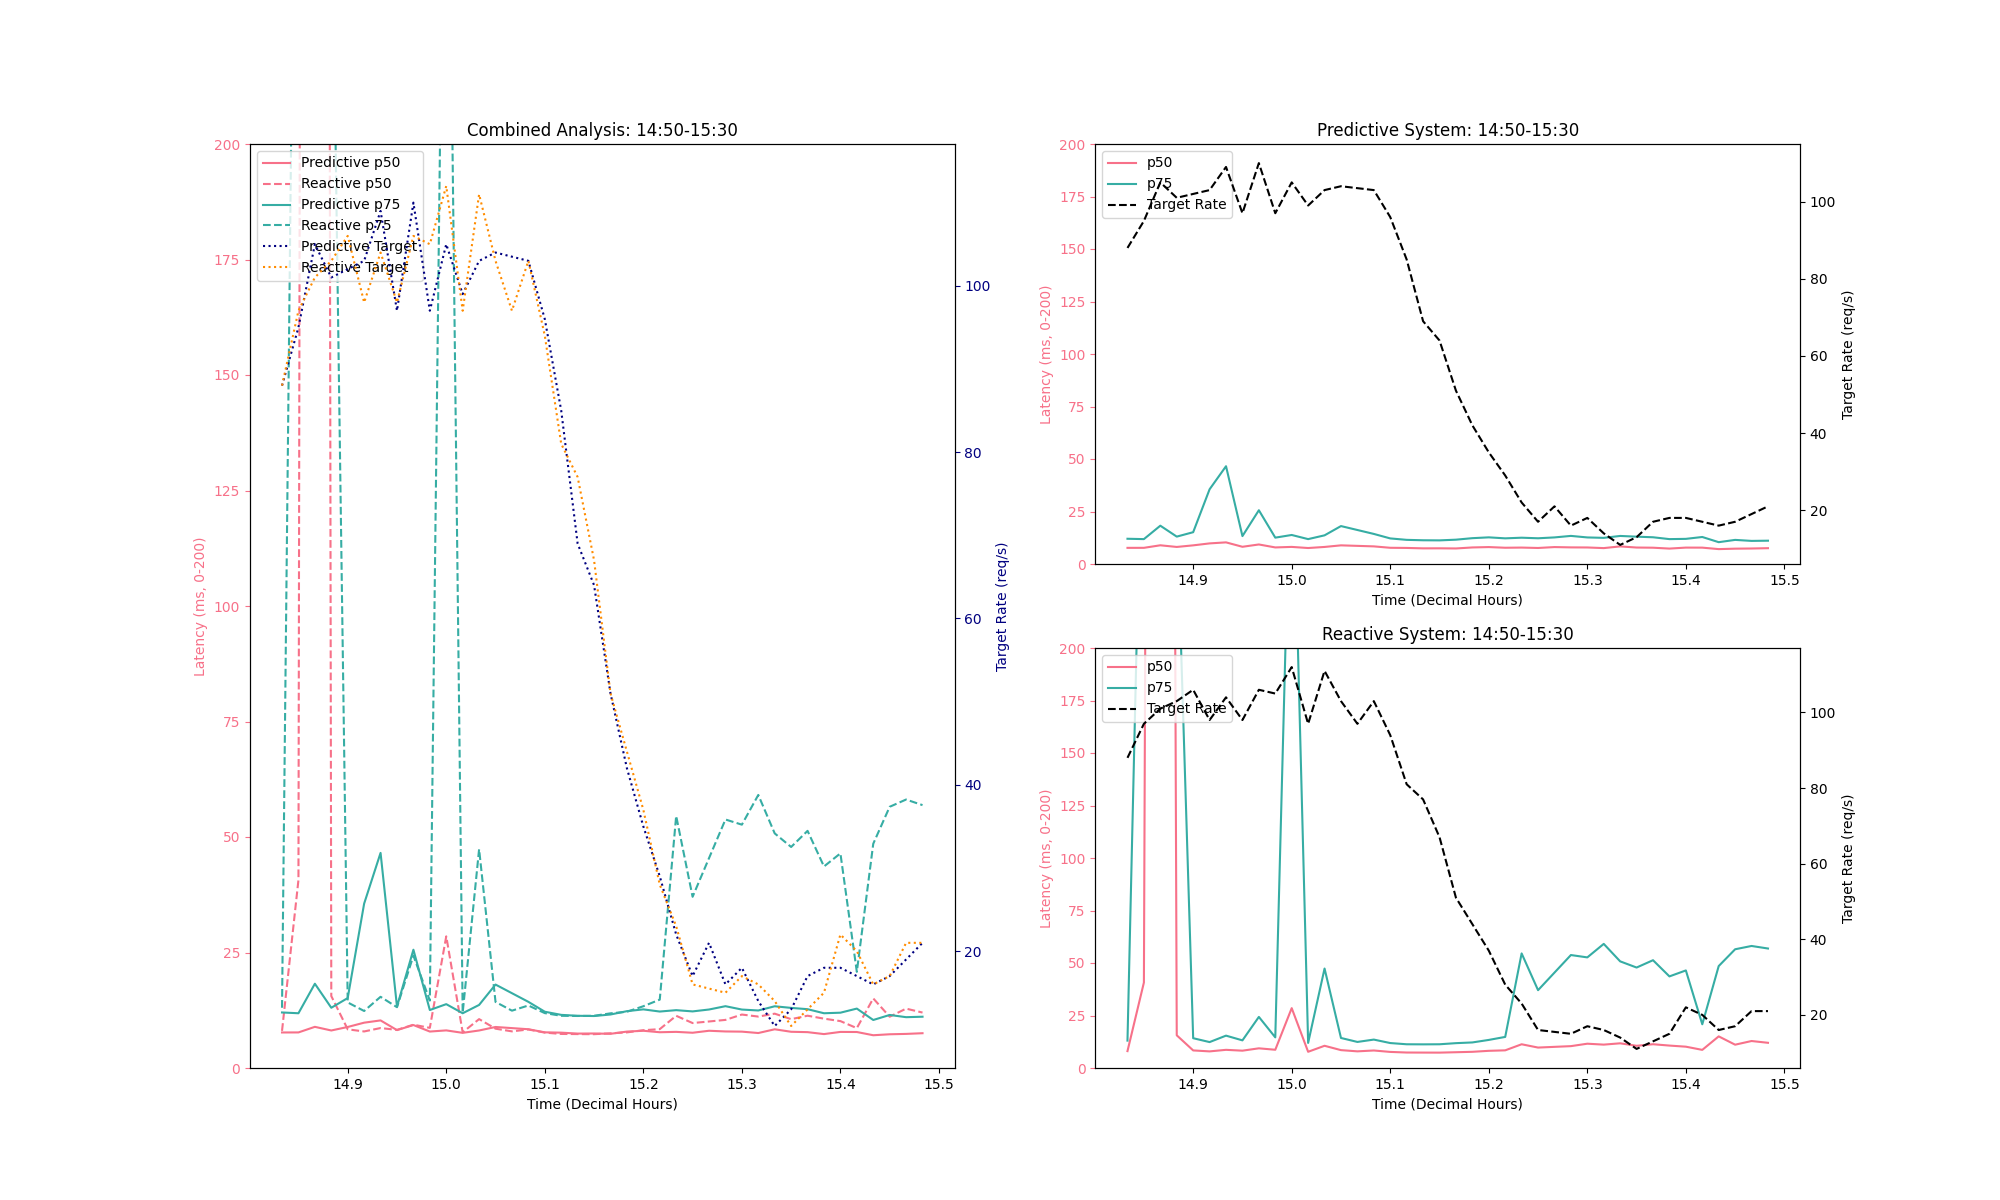 Combined Analysis: 14:50-15:30
Predictive p50
Reactive p50
Predictive p75
Reactive p75
Predictive Target
Reactive Target
200
175
150
125
100
75
50
25
0
Latency (ms, 0-200)
100
80
60
40
20
Target Rate (req/s)
14.9 15.0 15.1 15.2 15.3 15.4 15.5
Time (Decimal Hours)
Predictive System: 14:50-15:30
p50
p75
Target Rate
200
175
150
125
100
75
50
25
0
Latency (ms, 0-200)
100
80
60
40
20
Target Rate (req/s)
14.9 15.0 15.1 15.2 15.3 15.4 15.5
Time (Decimal Hours)
Reactive System: 14:50-15:30
p50
p75
Target Rate
200
175
150
125
100
75
50
25
0
Latency (ms, 0-200)
100
80
60
40
20
Target Rate (req/s)
14.9 15.0 15.1 15.2 15.3 15.4 15.5
Time (Decimal Hours)